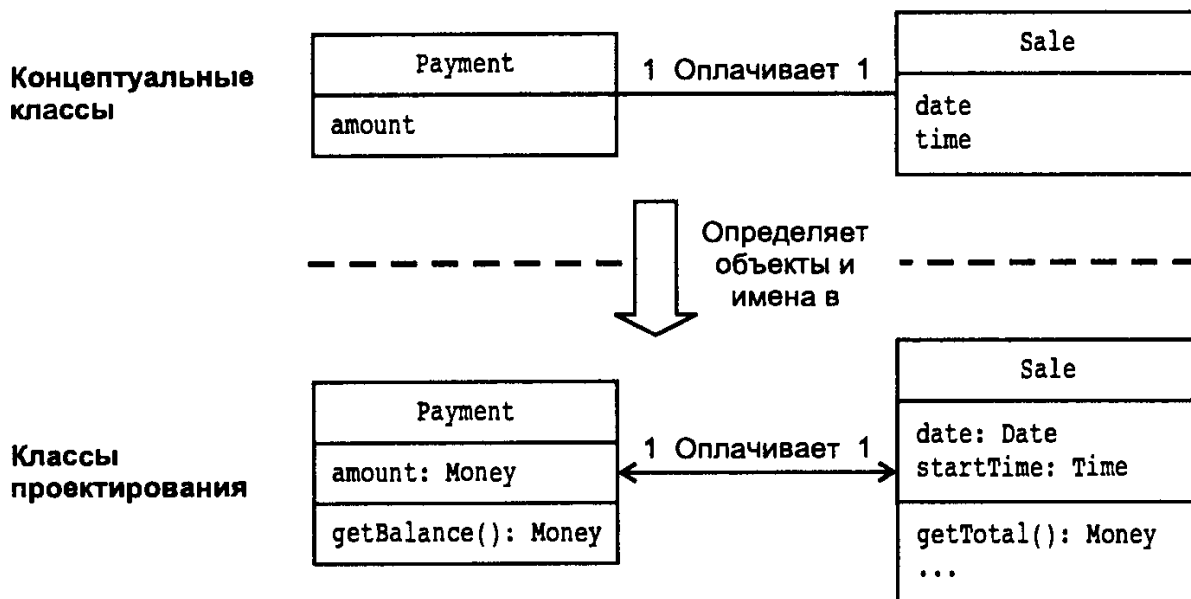 Концептуальные
классы
Payment
amount
1 Оплачивает 1
Sale
date
time
Определяет
объекты и
имена в
Классы
проектирования
Payment
amount: Money
getBalance(): Money
1 Оплачивает 1
Sale
date: Date
startTime: Time
getTotal(): Money
...